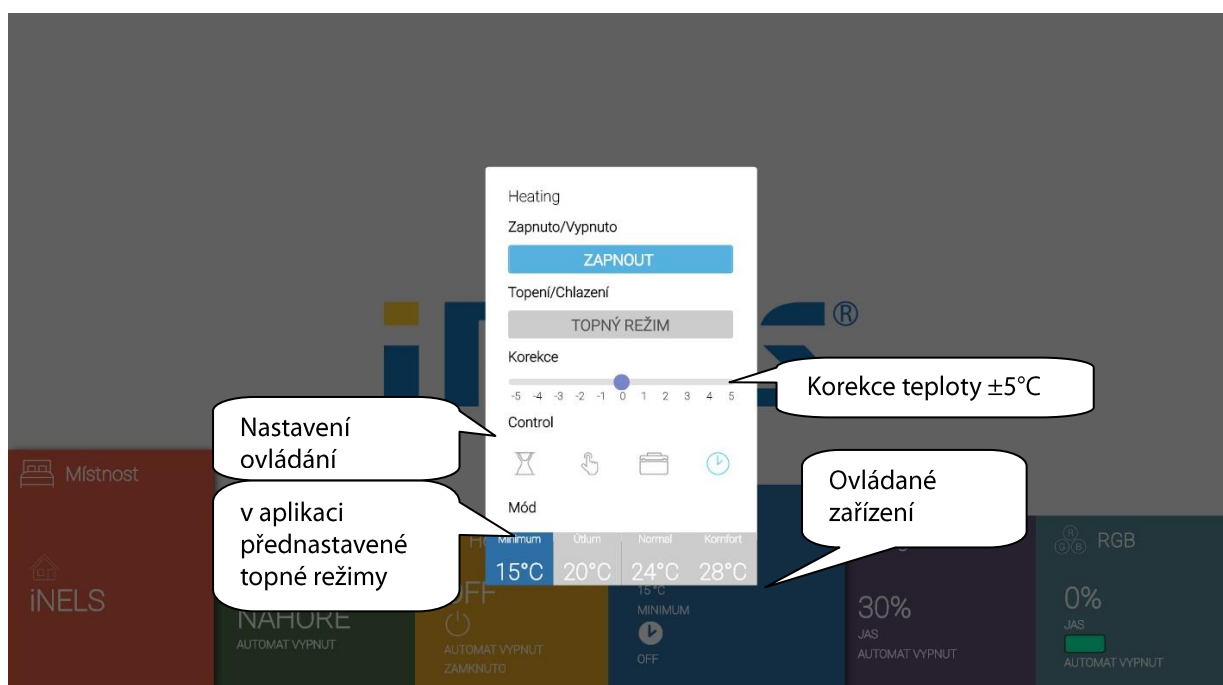 Heating
Zapnuto/Vypnuto
ZAPNOUT
Topení/Chlazení
TOPNÝ REŽIM
®
Korekce
-5 -4 -3 -2 -1 0 1 2 3 4 5
Korekce teploty ±5°C
Control
Nastavení
ovládání
Mód
v aplikaci
přednastavené
topné režimy
Ovládané
zařízení
Minimum Útlum Normal Komfort
15°C 20°C 24°C 28°C
Místnost
iNELS
NAHOŘE
AUTOMAT VYPNUT
OFF
AUTOMAT VYPNUT
ZAMKNUTO
15°C
MINIMUM
OFF
30%
JAS
AUTOMAT VYPNUT
RGB
R
G B
0%
JAS
AUTOMAT VYPNUT